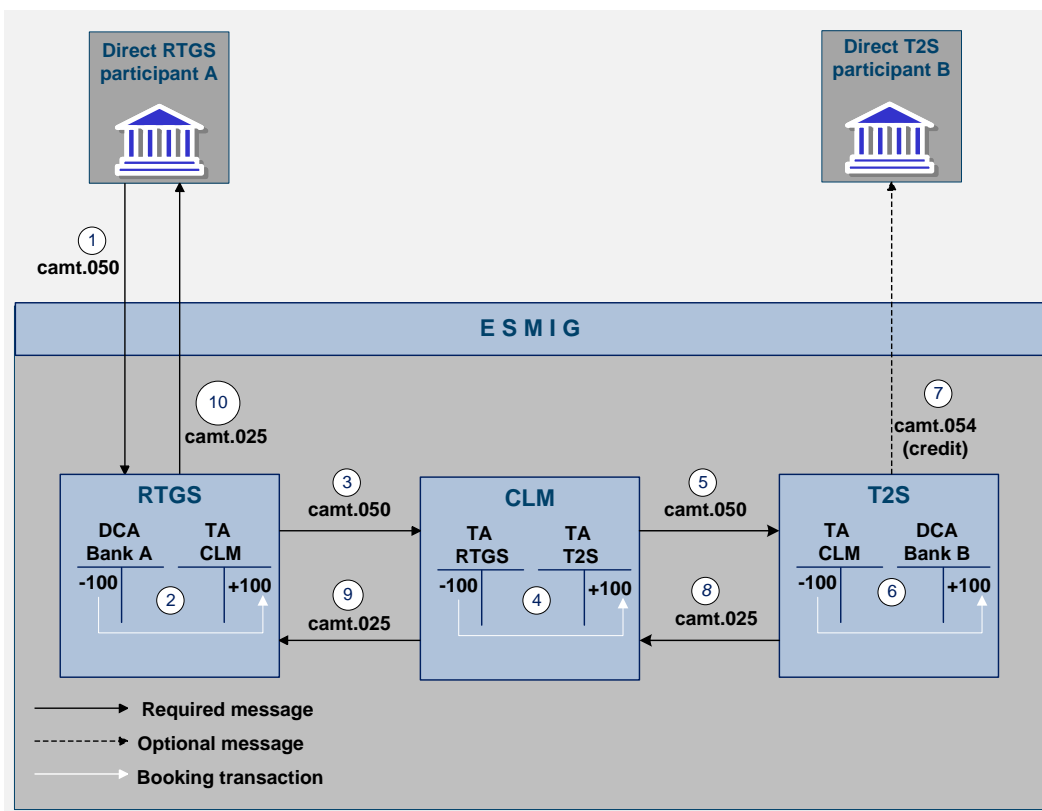 Direct RTGS
participant A
Direct T2S
participant B
1
camt.050
E S M I G
10
camt.025
7
camt.054
(credit)
RTGS
3
camt.050
CLM
5
camt.050
T2S
DCA
Bank A
TA
CLM
-100
2
+100
TA
RTGS
TA
T2S
-100
4
+100
TA
CLM
DCA
Bank B
-100
6
+100
9
camt.025
8
camt.025
Required message
Optional message
Booking transaction